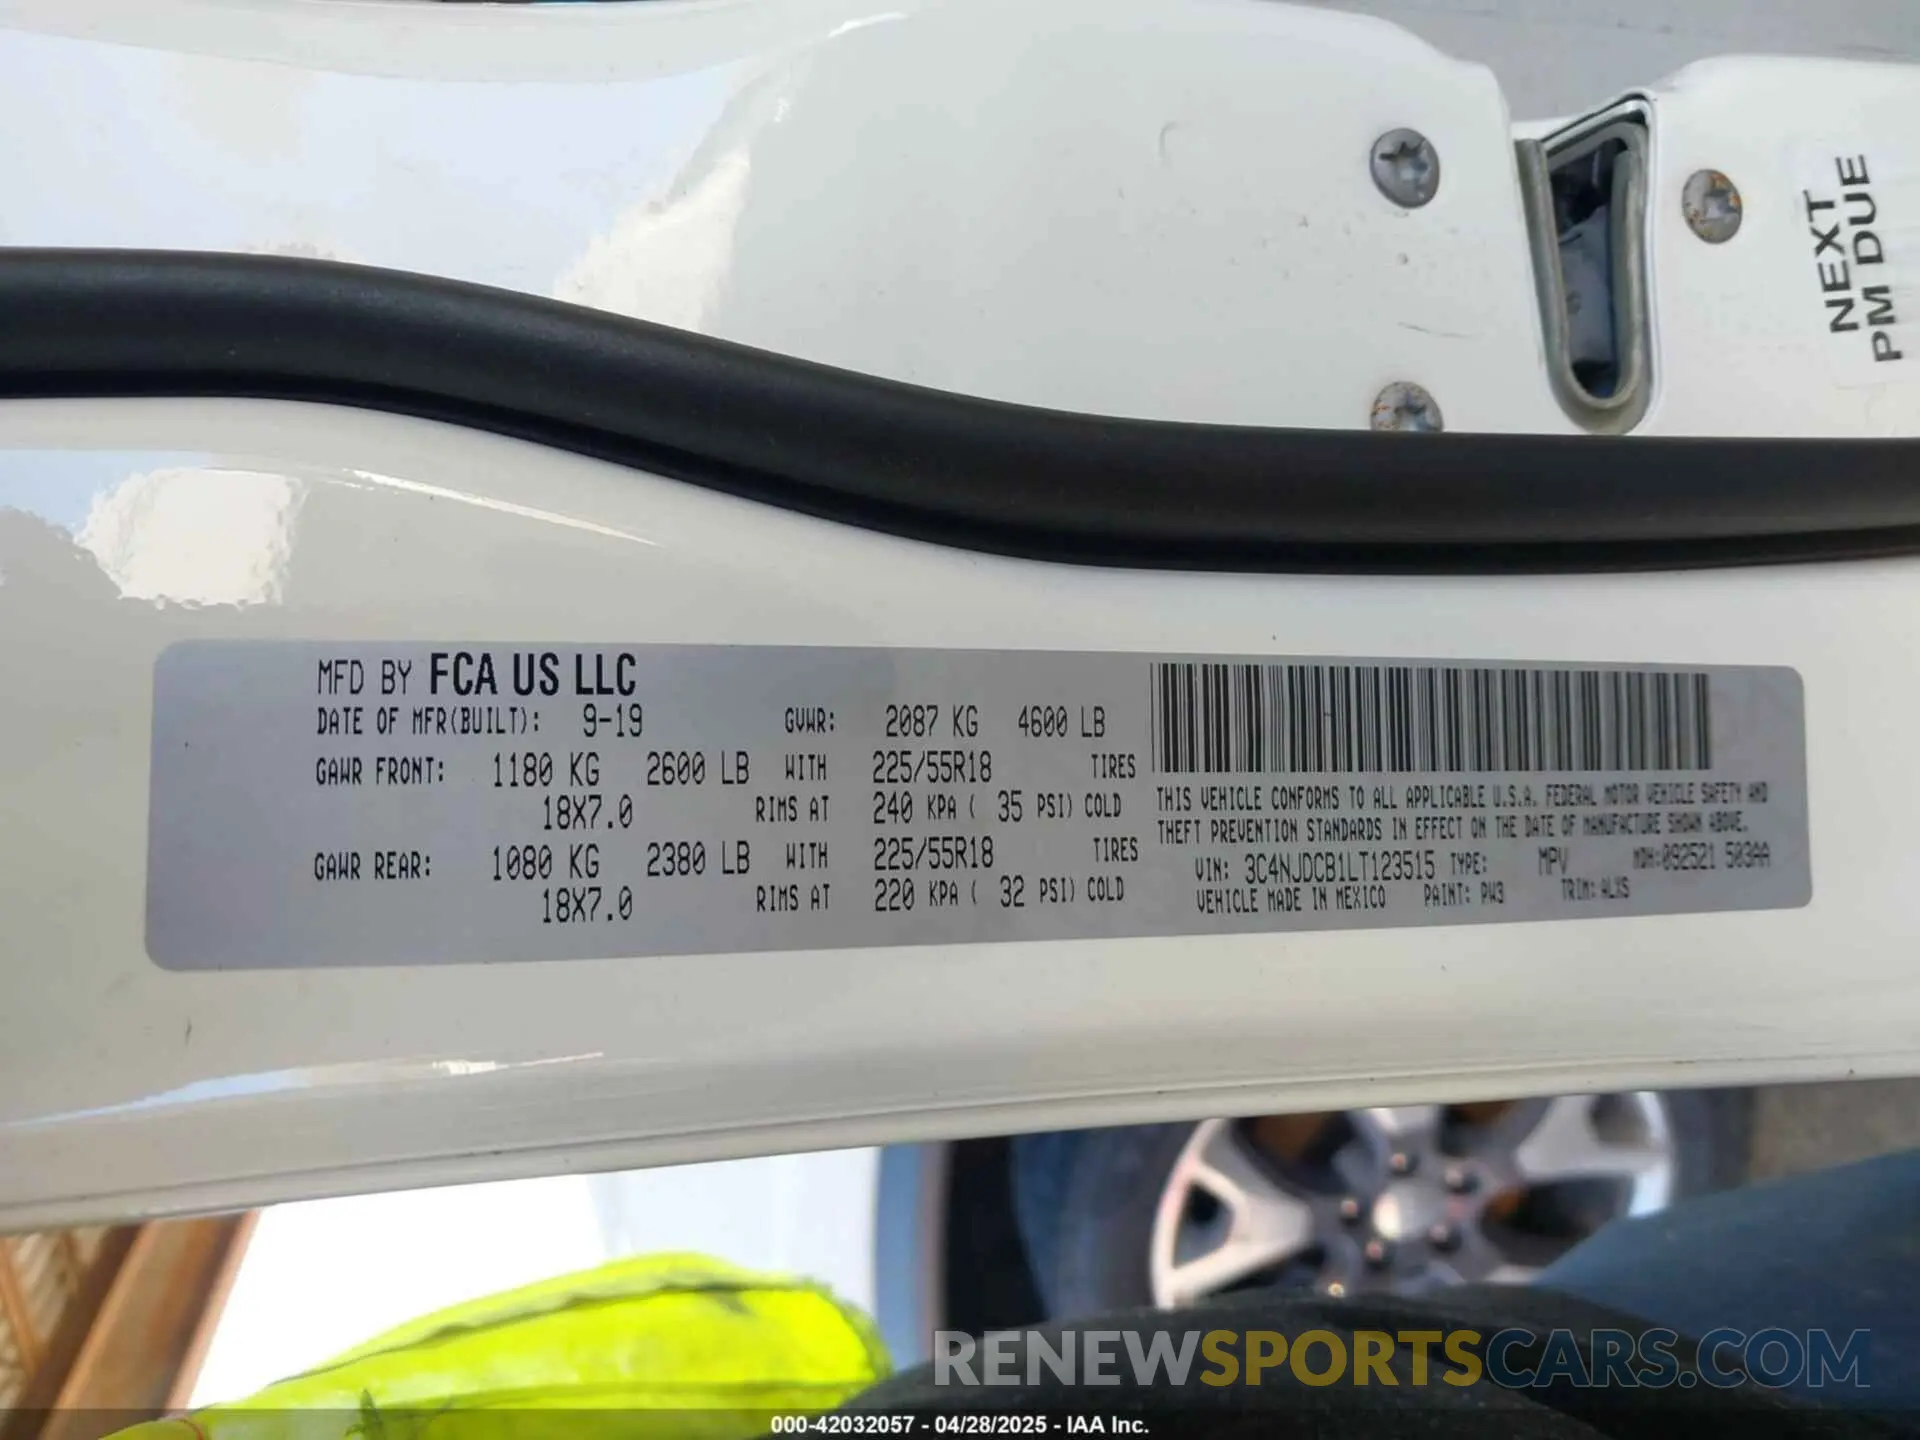 NEXT
PM DUE
MFD BY FCA US LLC
DATE OF MFR(BUILT): 9-19 GVWR: 2087 KG 4600 LB
GAWR FRONT: 1180 KG 2600 LB WITH 225/55R18 TIRES
18X7.0 RIMS AT 240 KPA ( 35 PSI) COLD
GAWR REAR: 1080 KG 2380 LB WITH 225/55R18 TIRES
18X7.0 RIMS AT 220 KPA ( 32 PSI) COLD
THIS VEHICLE CONFORMS TO ALL APPLICABLE U.S.A. FEDERAL MOTOR VEHICLE SAFETY AND
THEFT PREVENTION STANDARDS IN EFFECT ON THE DATE OF MANUFACTURE SHOWN ABOVE.
VIN: 3C4NJDCB1LT123515 TYPE: MPV MDH:092521 503AA
VEHICLE MADE IN MEXICO PAINT: PW3 TRIM: ALXS
RENEWSPORTSCARS.COM
000-42032057 - 04/28/2025 - IAA Inc.